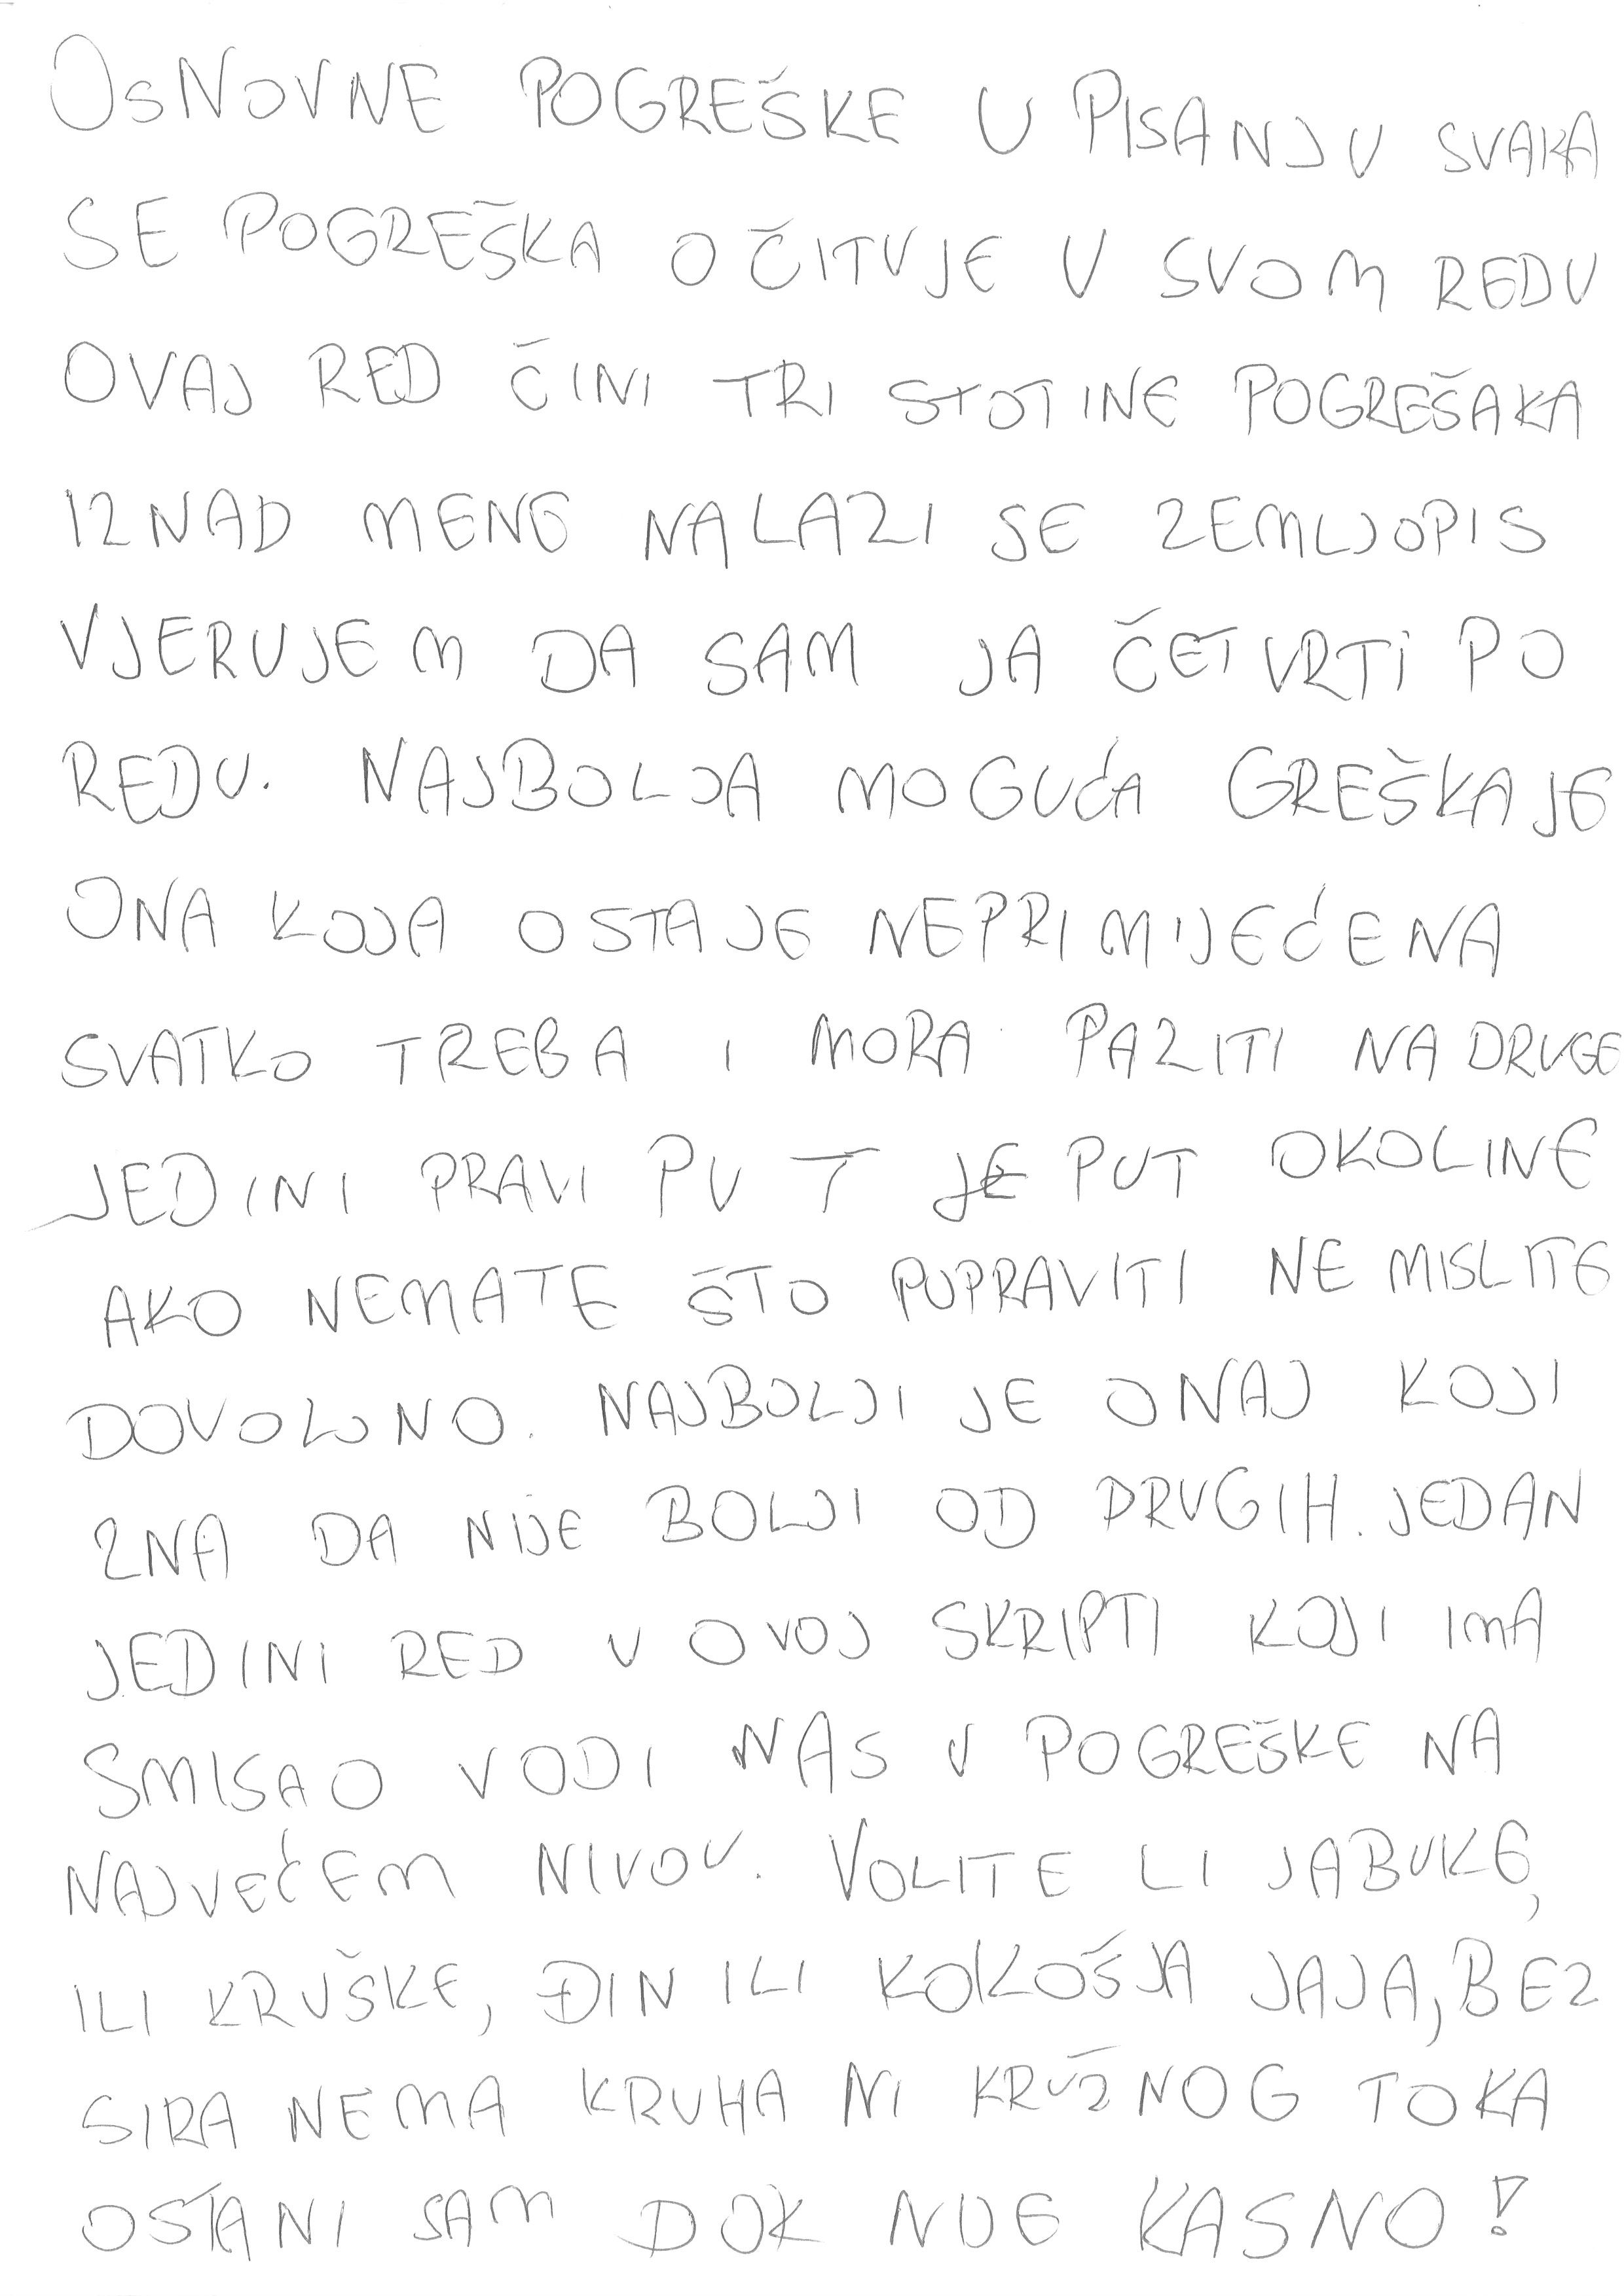 OSNOVNE POGREŠKE U PISANJU SVAKA
SE POGREŠKA OČITUJE U SVOM REDU
OVAJ RED ČINI TRI STOTINE POGREŠAKA
IZNAD MENE NALAZI SE ZEMLJOPIS
VJERUJEM DA SAM JA ČETVRTI PO
REDU. NAJBOLJA MOGUĆA GREŠKA JE
ONA KOJA OSTAJE NEPRIMIJEĆENA
SVATKO TREBA I MORA PAZITI NA DRUGE
JEDINI PRAVI PUT JE PUT OKOLINE
AKO NEMATE ŠTO POPRAVITI NE MISLITE
DOVOLJNO. NAJBOLJI JE ONAJ KOJI
ZNA DA NIJE BOLJI OD DRUGIH. JEDAN
JEDINI RED U OVOJ SKRIPTI KOJI IMA
SMISAO VODI NAS U POGREŠKE NA
NAJVEĆEM NIVOU. VOLITE LI JABUKE,
ILI KRUŠKE, ĐIN ILI KOKOŠJA JAJA, BEZ
SIRA NEMA KRUHA NI KRUŽNOG TOKA
OSTANI SAM DOK NIJE KASNO!